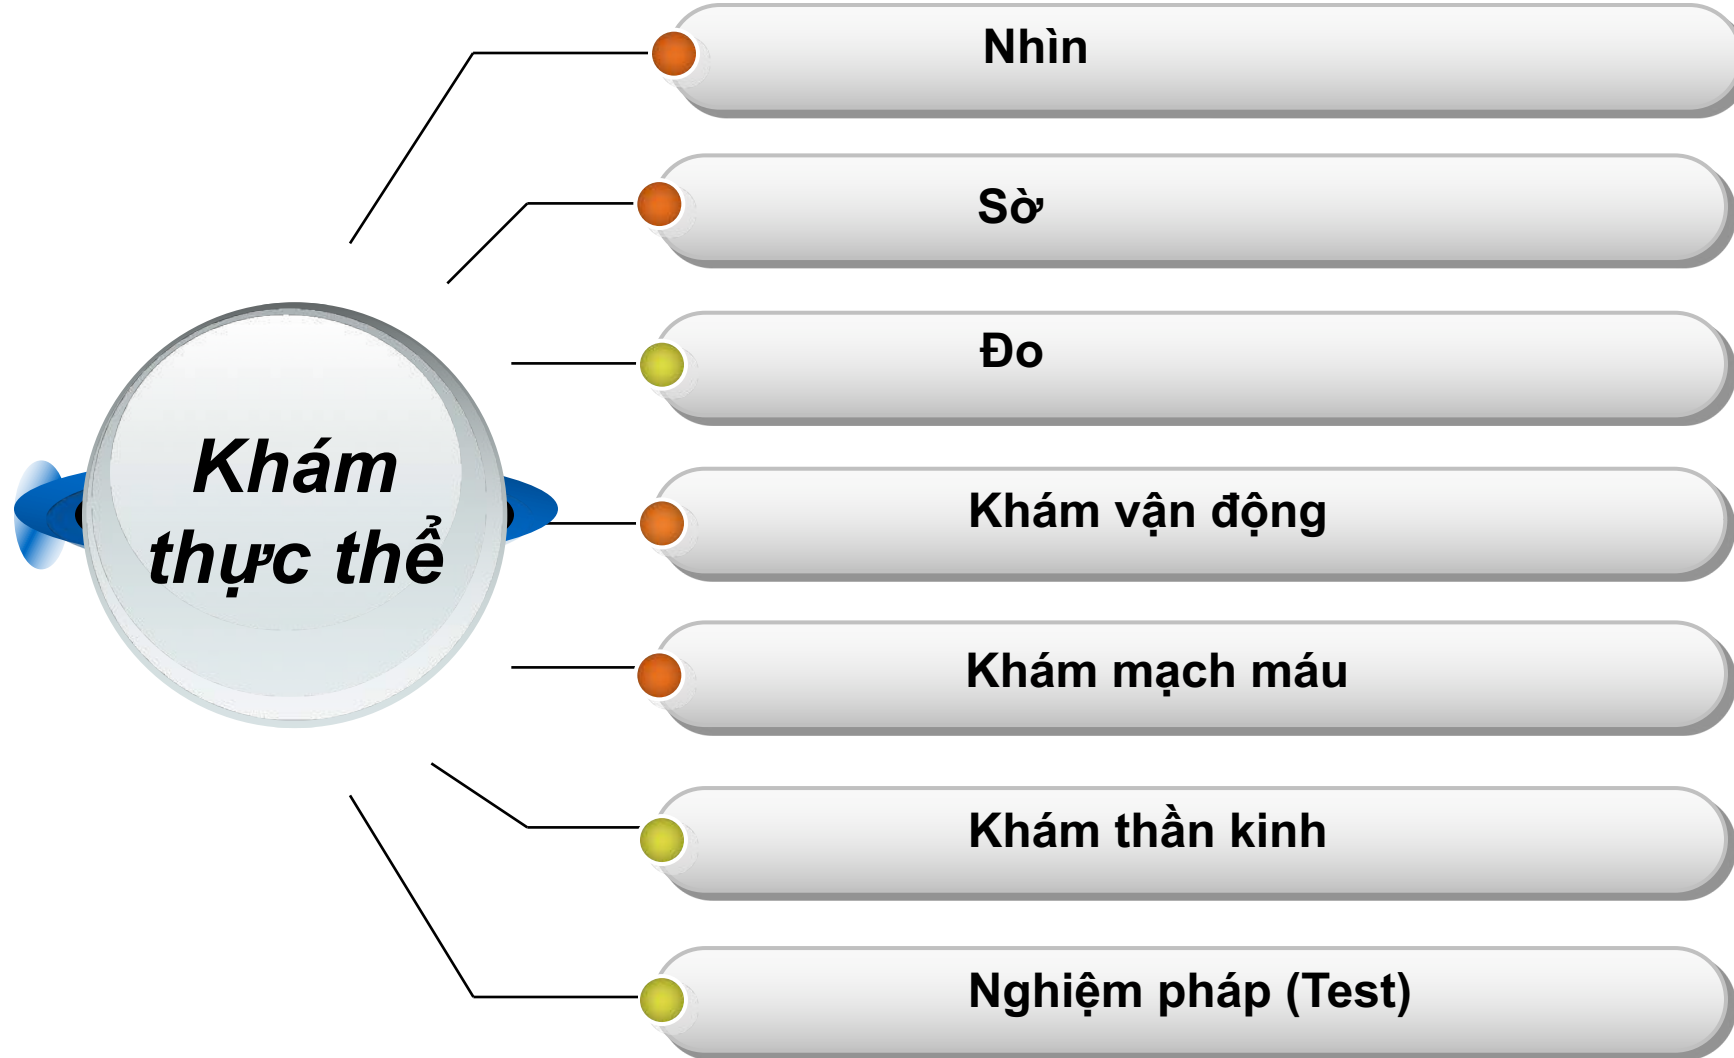 Khám
thực thể
Nhìn
Sờ
Đo
Khám vận động
Khám mạch máu
Khám thần kinh
Nghiệm pháp (Test)